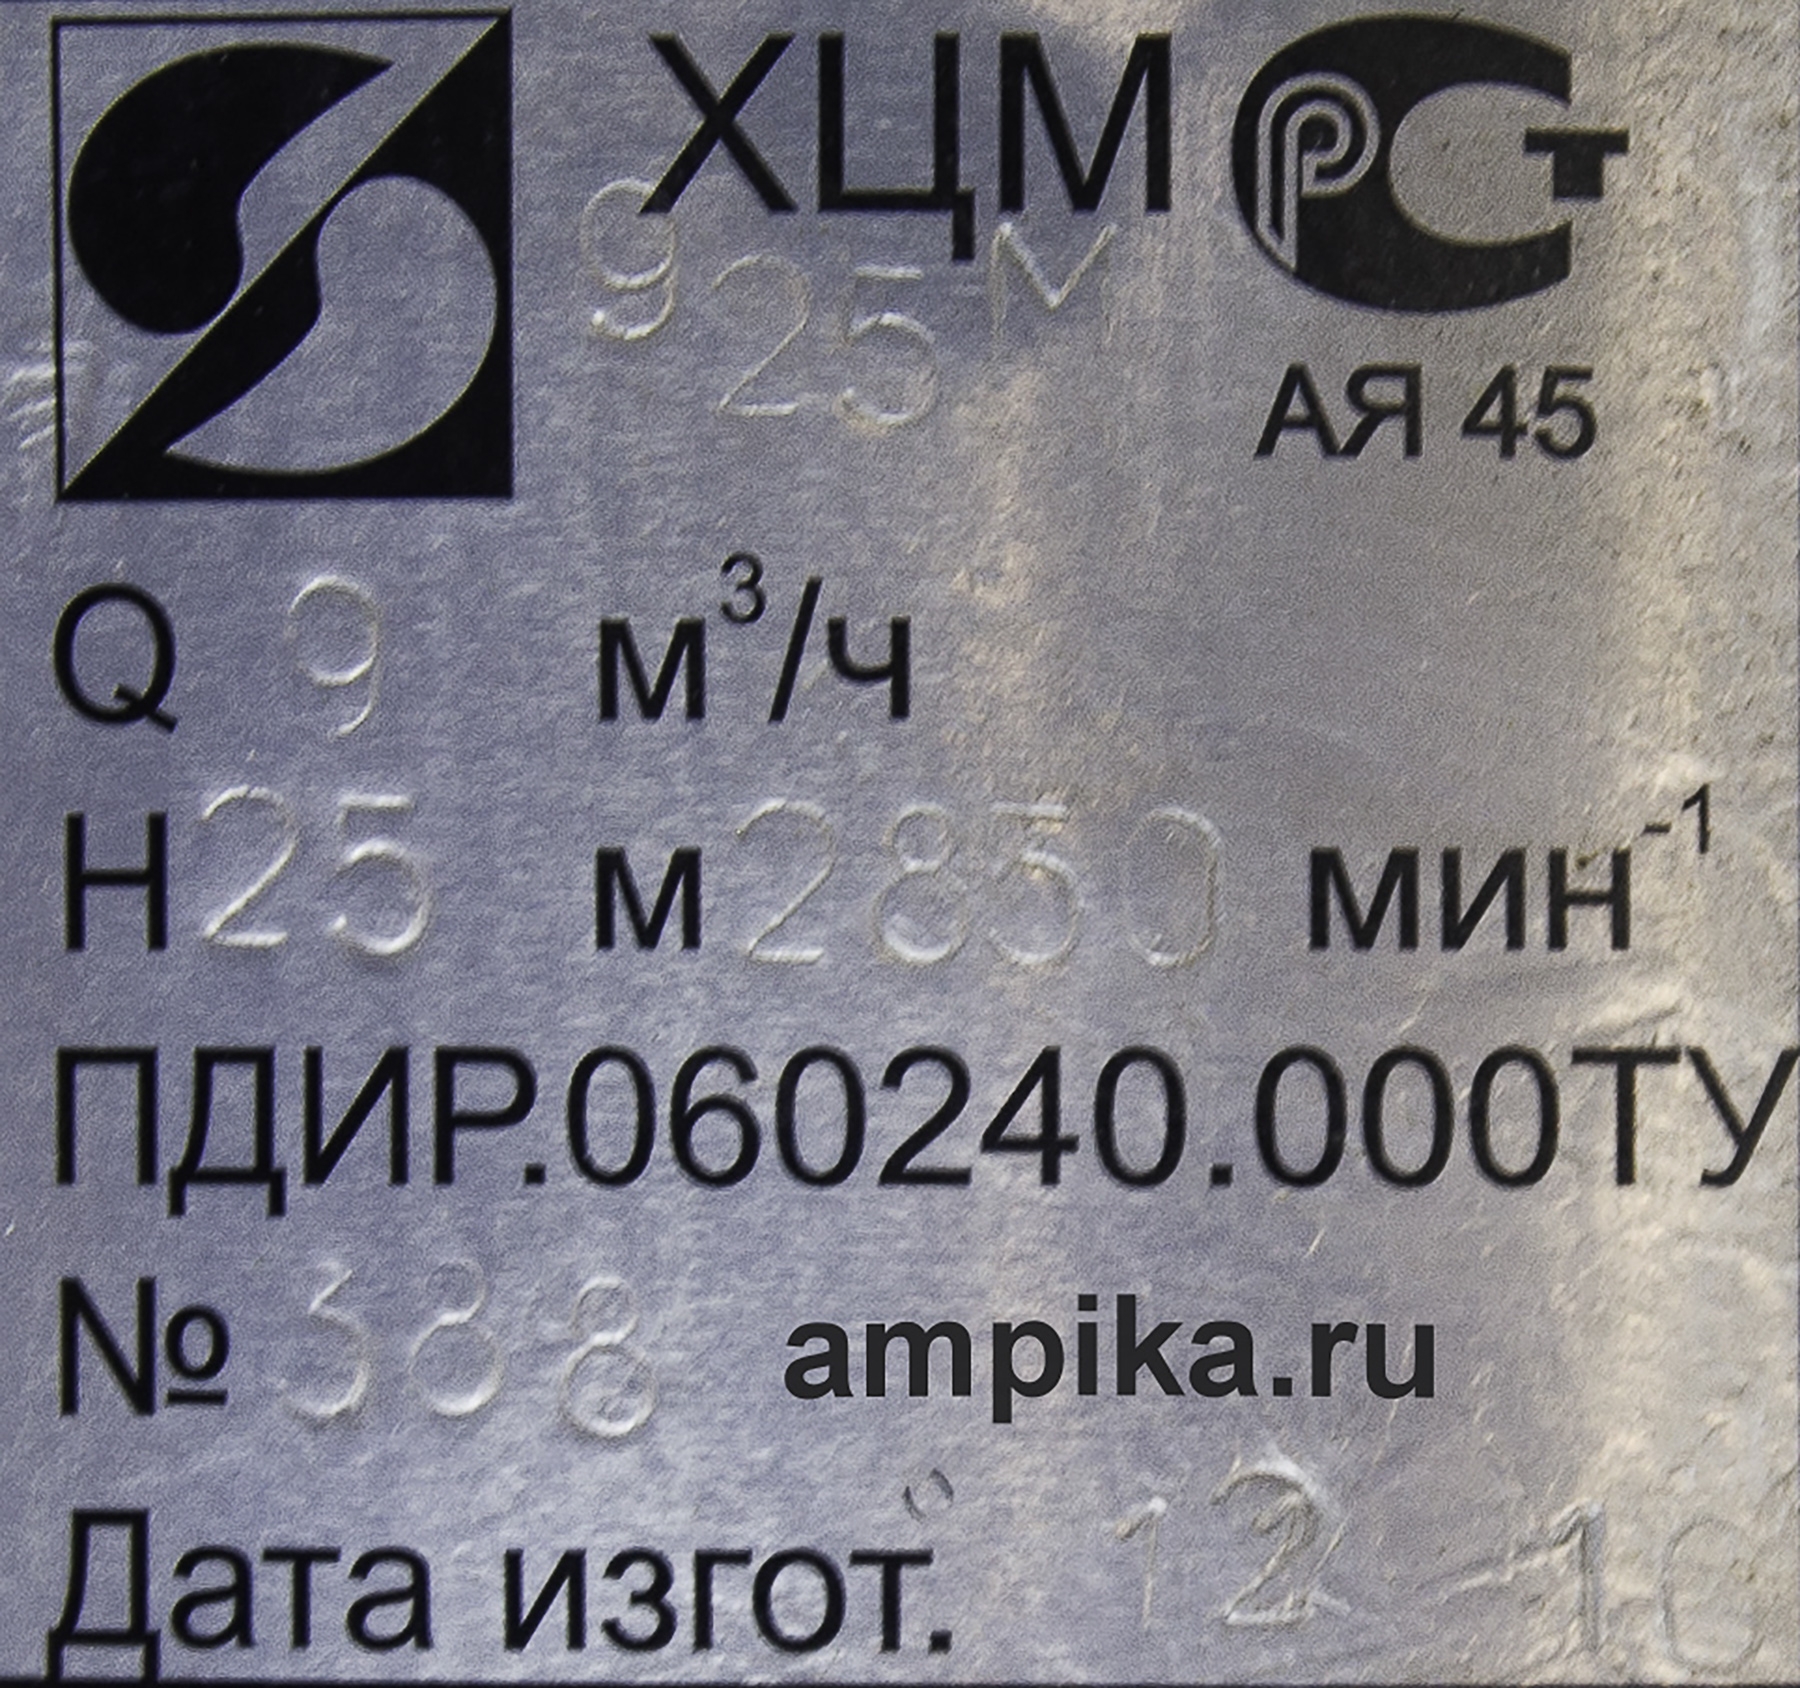 ХЦМ РСТ
9 25 М
АЯ 45
Q 9 м³/ч
H 25 м 2850 мин⁻¹
ПДИР.060240.000ТУ
№ 388 ampika.ru
Дата изгот. 12